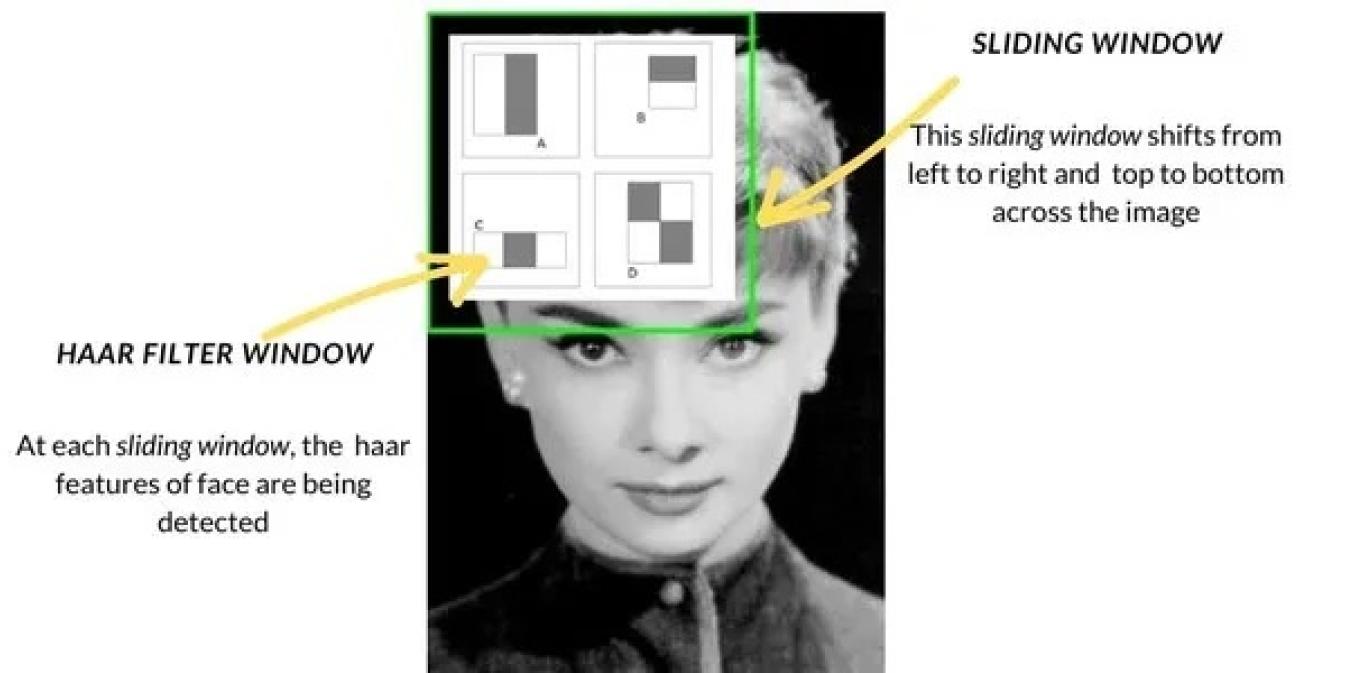 SLIDING WINDOW
This sliding window shifts from
left to right and top to bottom
across the image
A
B
C
D
HAAR FILTER WINDOW
At each sliding window, the haar
features of face are being
detected